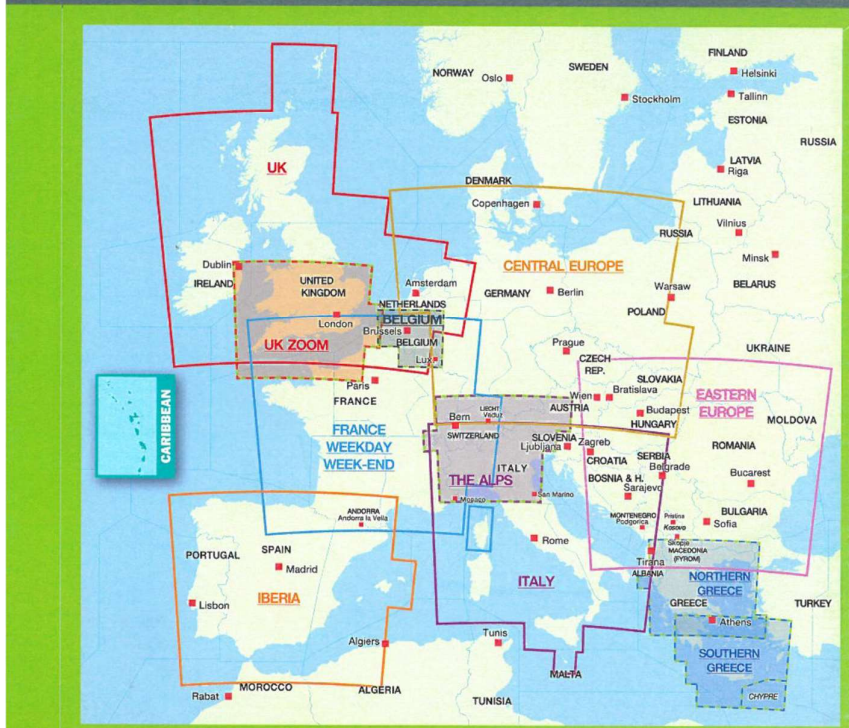 FINLAND
NORWAY
Oslo
SWEDEN
Helsinki
Stockholm
Tallinn
ESTONIA
RUSSIA
UK
LATVIA
Riga
DENMARK
Copenhagen
LITHUANIA
Vilnius
RUSSIA
Minsk
Dublin
IRELAND
UNITED
KINGDOM
CENTRAL EUROPE
Amsterdam
NETHERLANDS
GERMANY
Berlin
Warsaw
POLAND
BELARUS
London
BELGIUM
Brussels
BELGIUM
UK ZOOM
Lux
Prague
CZECH
REP.
UKRAINE
Paris
FRANCE
SLOVAKIA
Wien
Bratislava
EASTERN
EUROPE
LIECHT
Vaduz
AUSTRIA
Budapest
HUNGARY
MOLDOVA
CARIBBEAN
FRANCE
WEEKDAY
WEEK-END
Bern
SWITZERLAND
SLOVENIA
Ljubljana
Zagreb
CROATIA
SERBIA
Belgrade
ROMANIA
Bucarest
THE ALPS
ITALY
BOSNIA & H.
Sarajevo
Monaco
San Marino
ANDORRA
Andorra la Vella
MONTENEGRO
Podgorica
Pristina
Kosovo
BULGARIA
Sofia
Skopje
MACEDONIA
(FYROM)
Rome
Tirana
ALBANIA
PORTUGAL
SPAIN
Madrid
ITALY
NORTHERN
GREECE
GREECE
TURKEY
Lisbon
IBERIA
Athens
Algiers
Tunis
SOUTHERN
GREECE
MALTA
MOROCCO
Rabat
ALGERIA
TUNISIA
CHYPRE